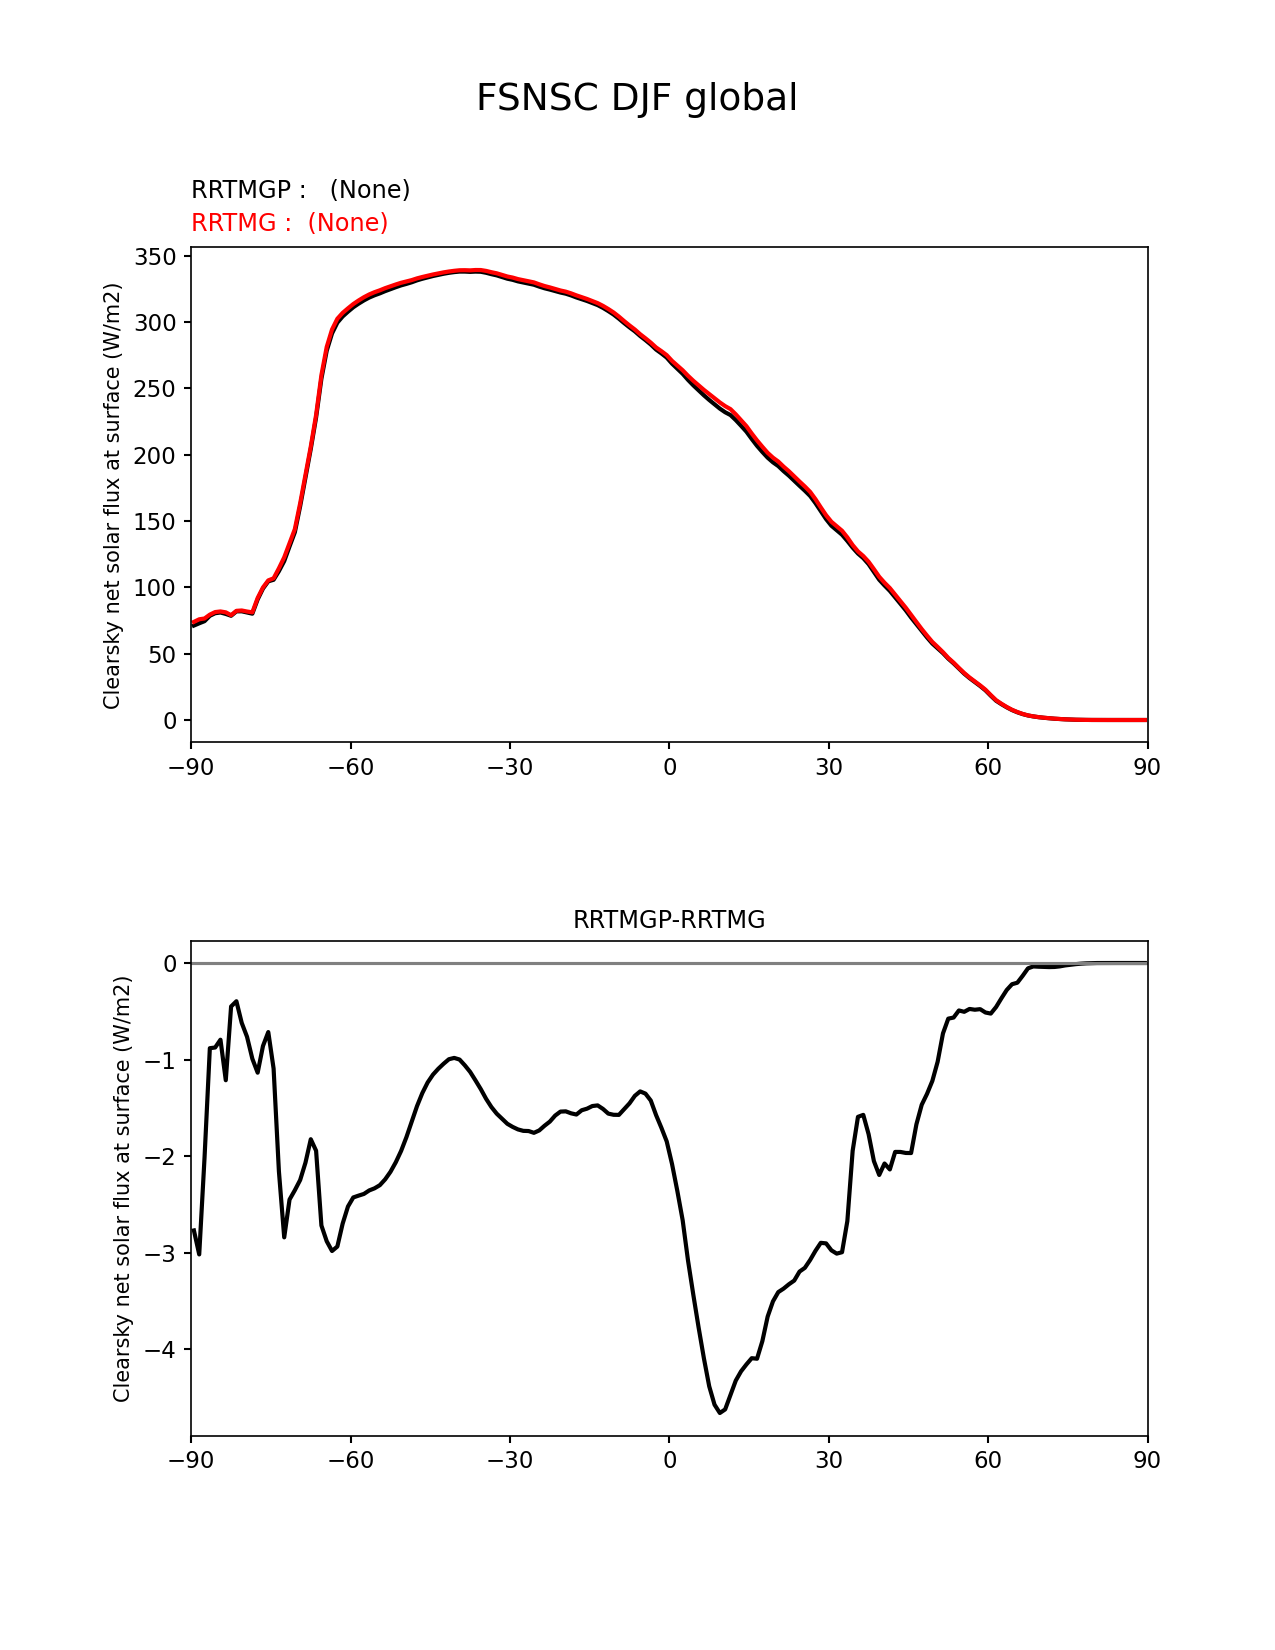 FSNSC DJF global
RRTMGP :   (None)
RRTMG :  (None)
Clearsky net solar flux at surface (W/m2)
350
300
250
200
150
100
50
0
−90 −60 −30 0 30 60 90
RRTMGP-RRTMG
Clearsky net solar flux at surface (W/m2)
0
−1
−2
−3
−4
−90 −60 −30 0 30 60 90